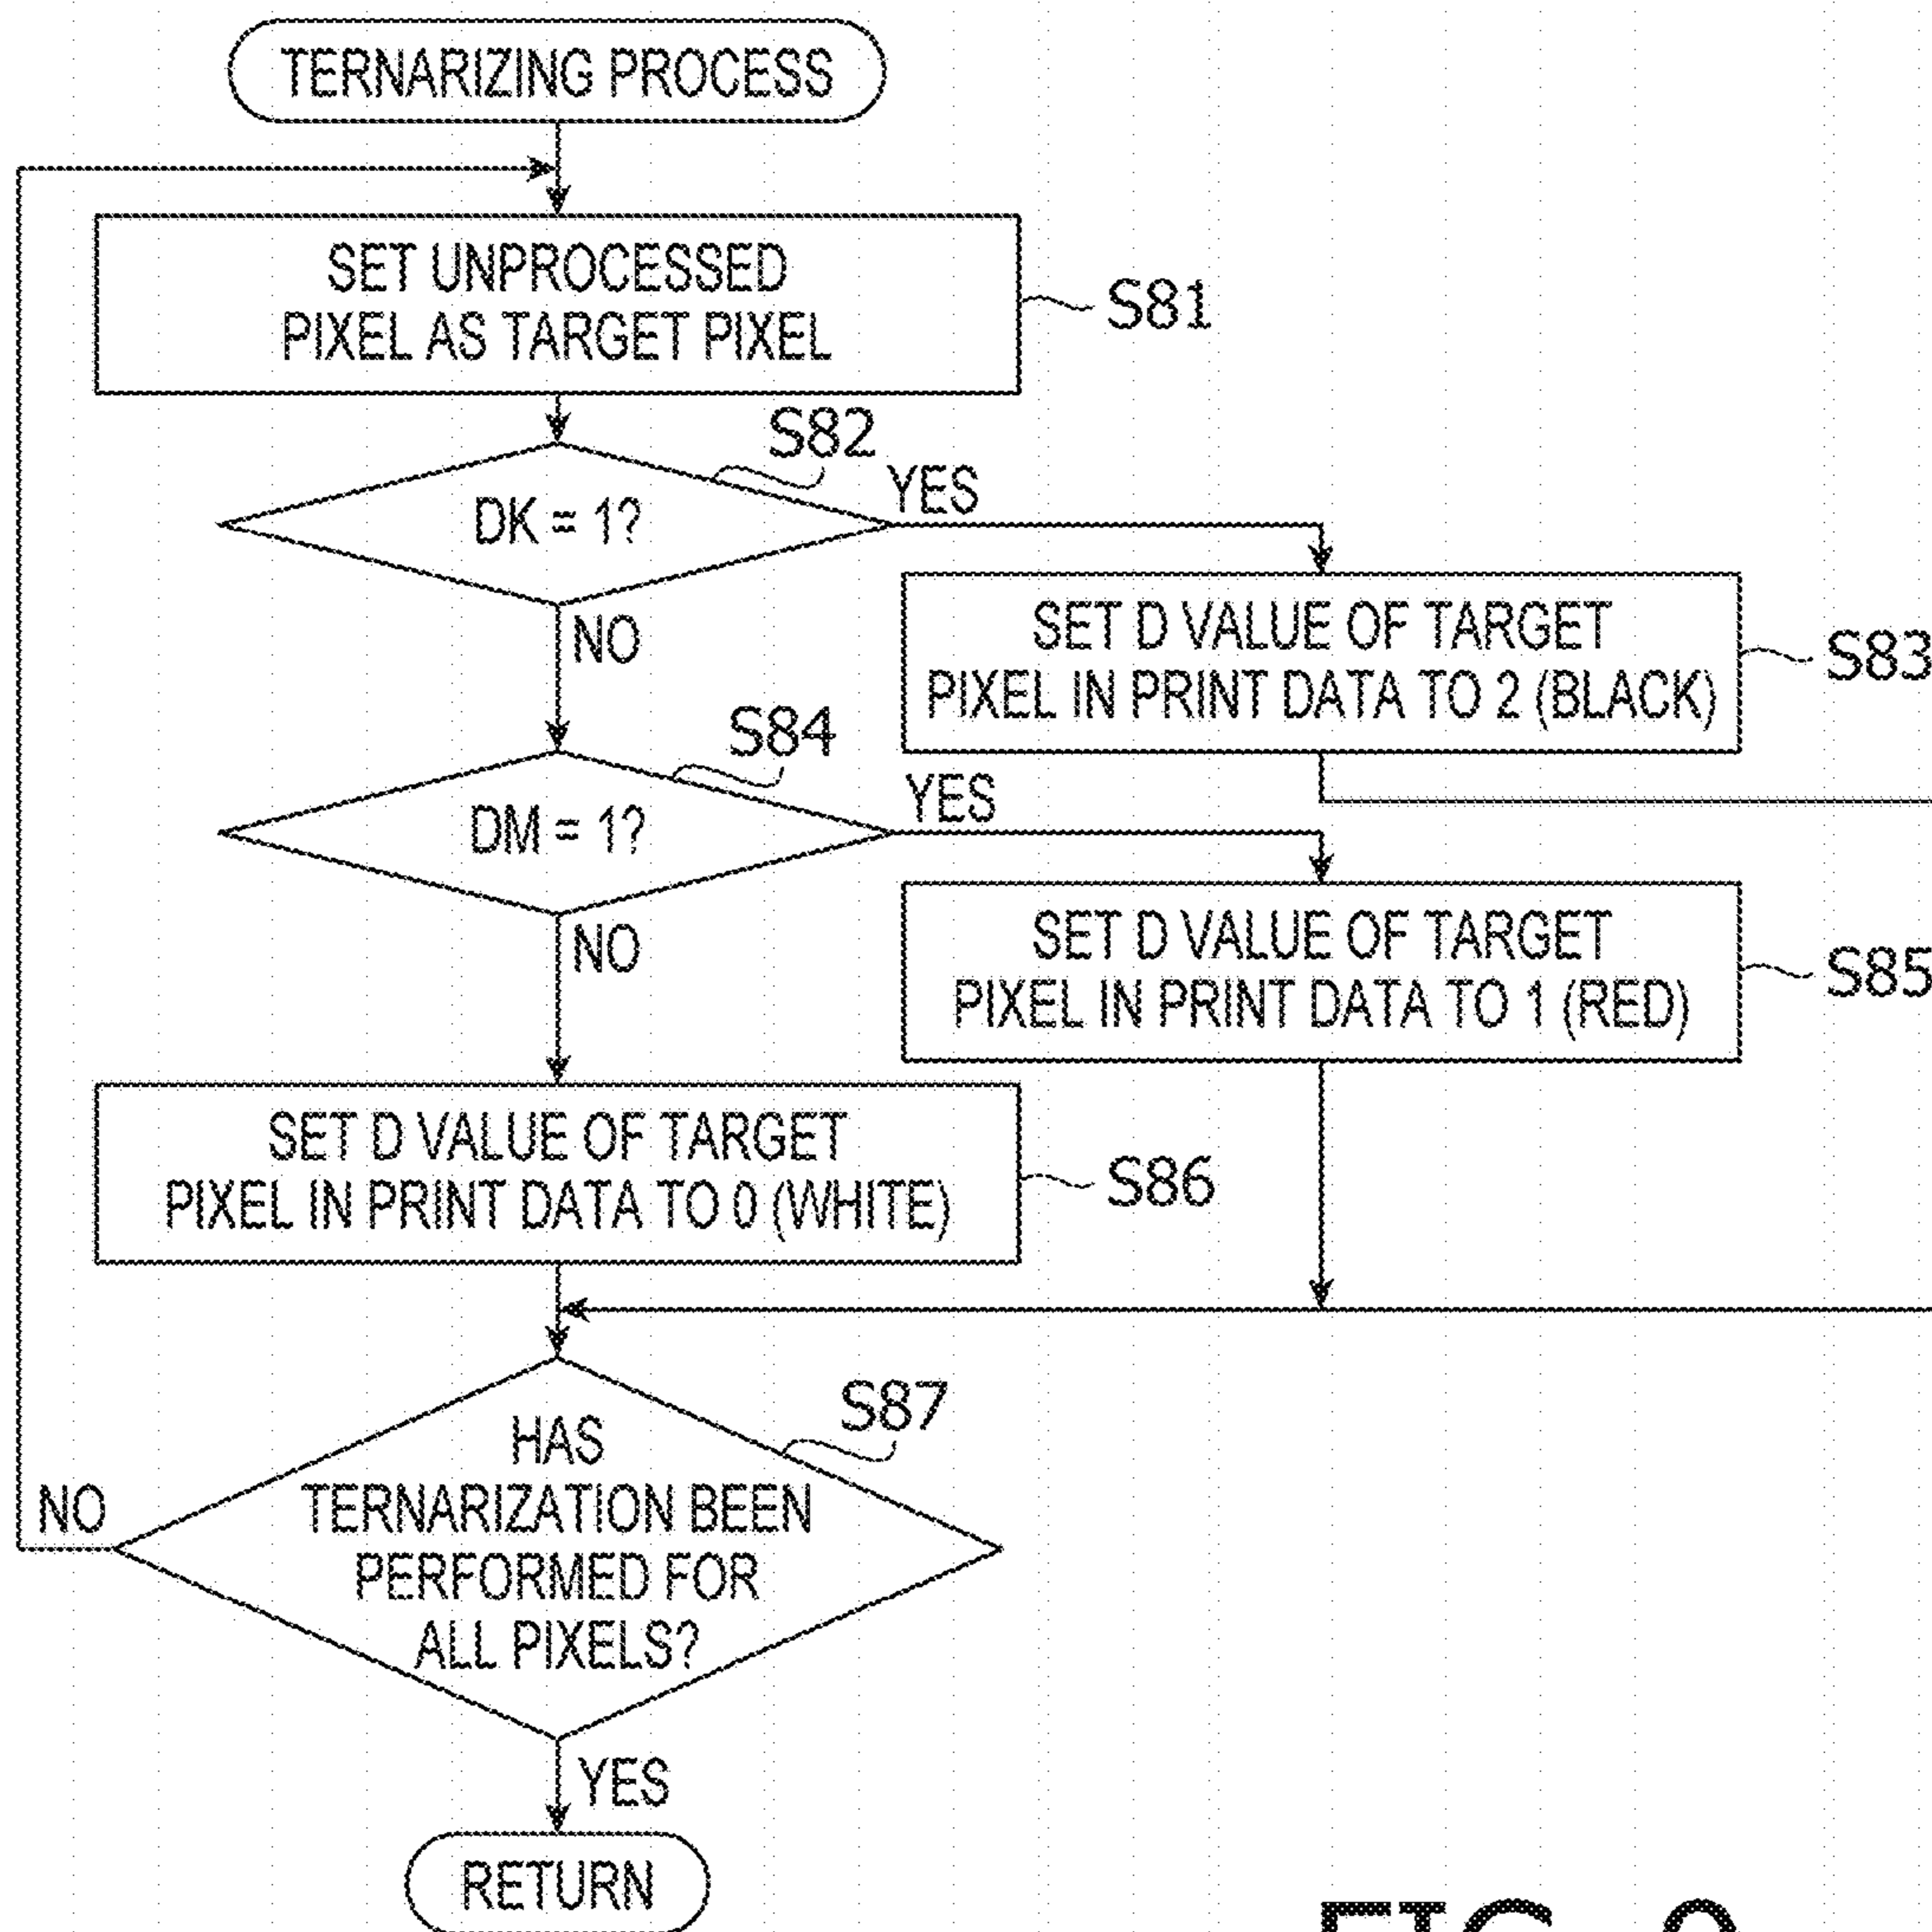 TERNARIZING PROCESS
SET UNPROCESSED
PIXEL AS TARGET PIXEL
S81
S82
DK = 1?
YES
NO
SET D VALUE OF TARGET
PIXEL IN PRINT DATA TO 2 (BLACK)
S83
S84
DM = 1?
YES
NO
SET D VALUE OF TARGET
PIXEL IN PRINT DATA TO 1 (RED)
S85
SET D VALUE OF TARGET
PIXEL IN PRINT DATA TO 0 (WHITE)
S86
S87
HAS
TERNARIZATION BEEN
PERFORMED FOR
ALL PIXELS?
NO
YES
RETURN
FIG.